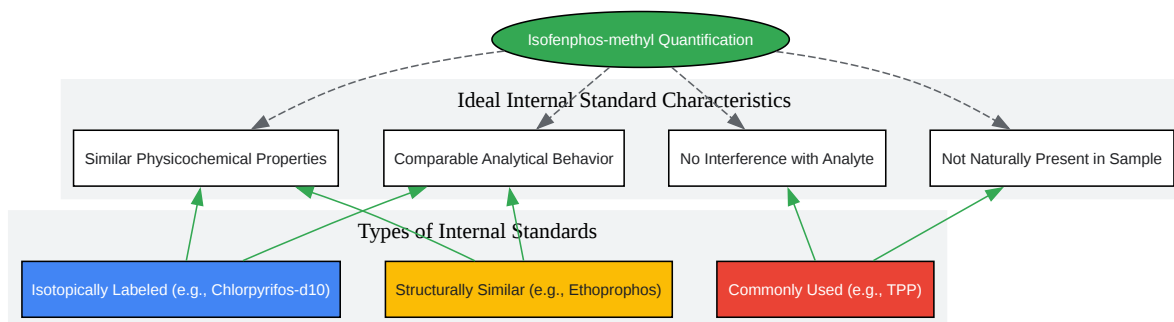 Isofenphos-methyl Quantification
Ideal Internal Standard Characteristics
Similar Physicochemical Properties
Comparable Analytical Behavior
No Interference with Analyte
Not Naturally Present in Sample
Types of Internal Standards
Isotopically Labeled (e.g., Chlorpyrifos-d10)
Structurally Similar (e.g., Ethoprophos)
Commonly Used (e.g., TPP)